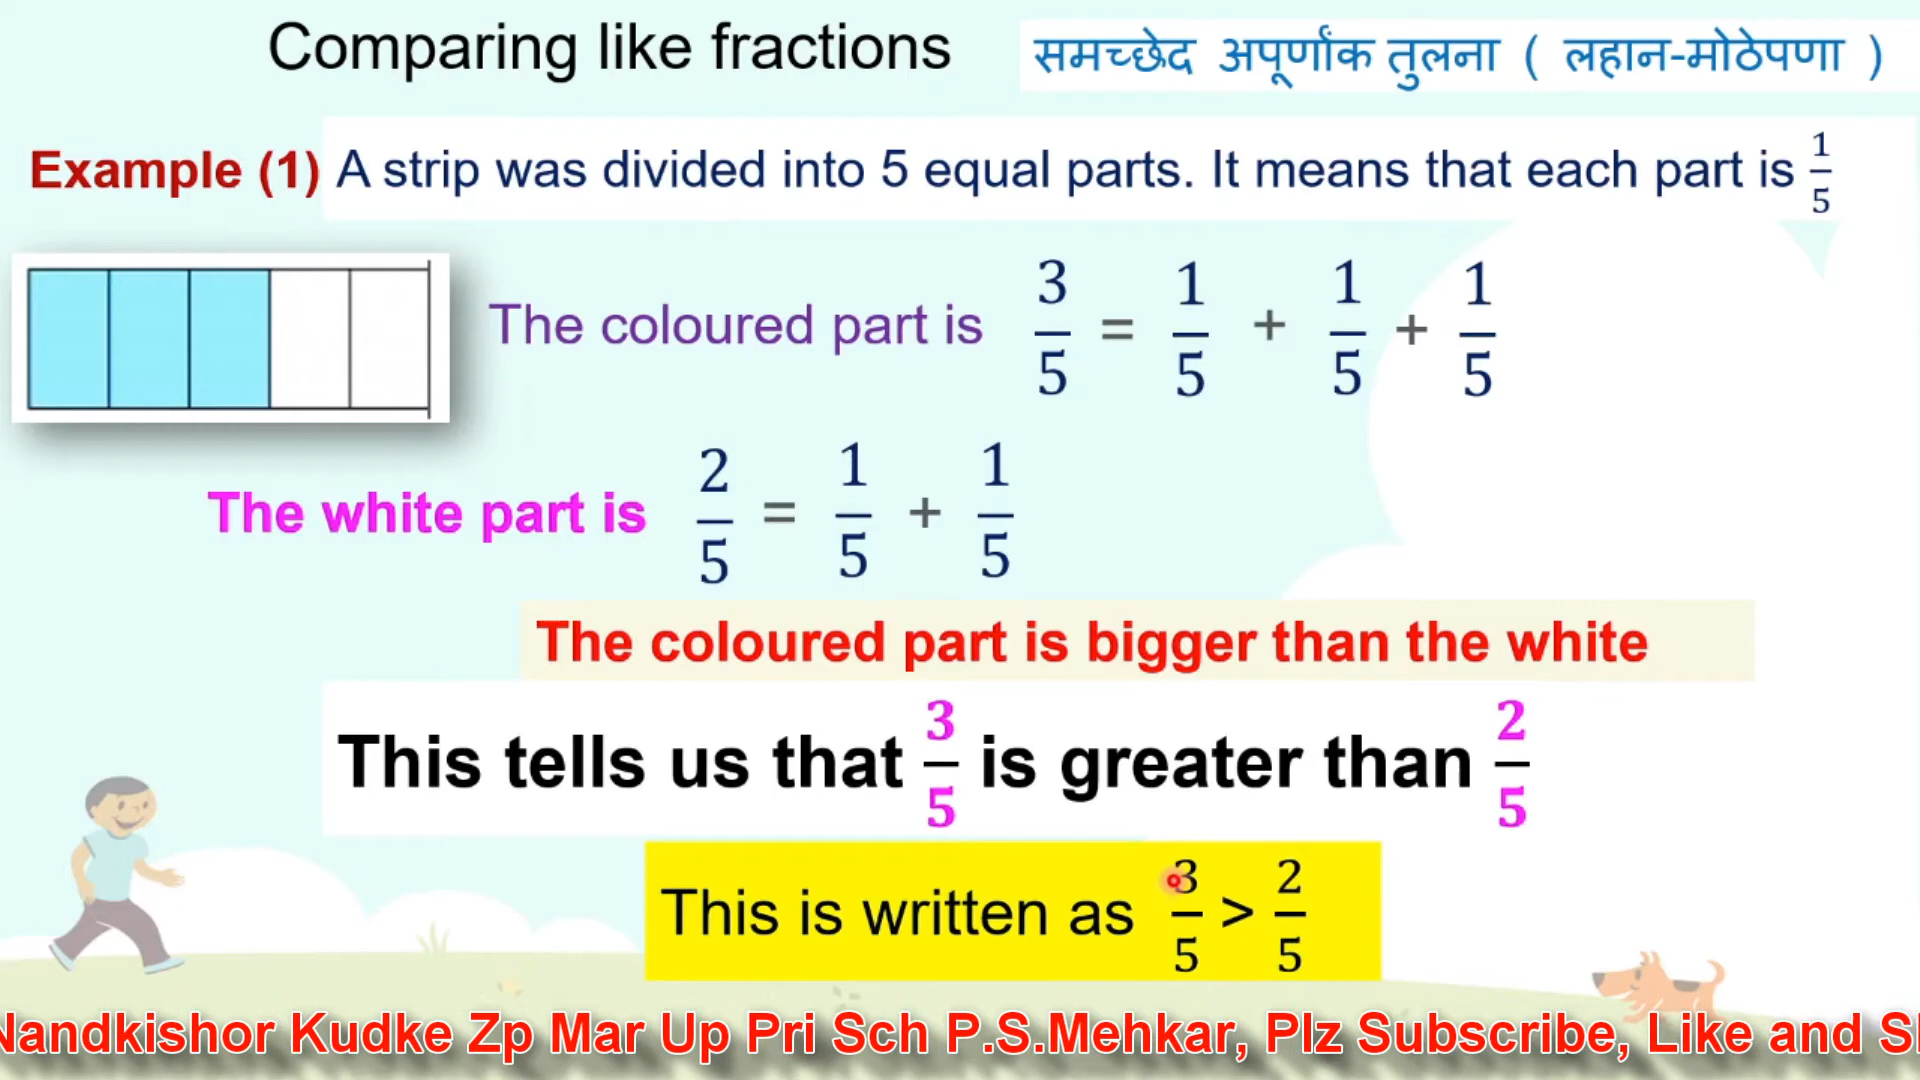 Comparing like fractions समच्छेद अपूर्णांक तुलना ( लहान-मोठेपणा )
Example (1) A strip was divided into 5 equal parts. It means that each part is 1/5
The coloured part is 3/5 = 1/5 + 1/5 + 1/5
The white part is 2/5 = 1/5 + 1/5
The coloured part is bigger than the white
This tells us that 3/5 is greater than 2/5
This is written as 3/5 > 2/5
Nandkishor Kudke Zp Mar Up Pri Sch P.S.Mehkar, Plz Subscribe, Like and